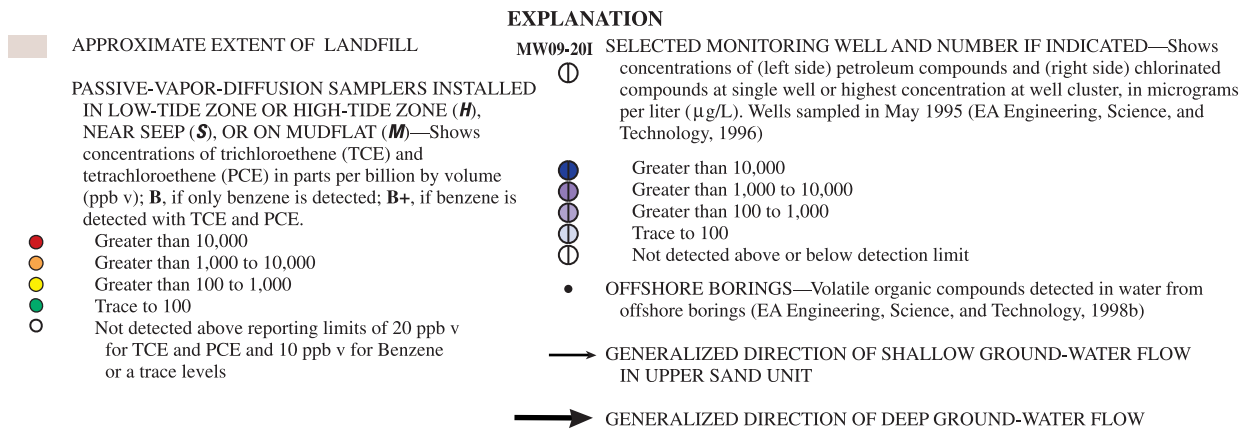 EXPLANATION
APPROXIMATE EXTENT OF LANDFILL
PASSIVE-VAPOR-DIFFUSION SAMPLERS INSTALLED
IN LOW-TIDE ZONE OR HIGH-TIDE ZONE (H),
NEAR SEEP (S), OR ON MUDFLAT (M)—Shows
concentrations of trichloroethene (TCE) and
tetrachloroethene (PCE) in parts per billion by volume
(ppb v); B, if only benzene is detected; B+, if benzene is
detected with TCE and PCE.
Greater than 10,000
Greater than 1,000 to 10,000
Greater than 100 to 1,000
Trace to 100
Not detected above reporting limits of 20 ppb v
for TCE and PCE and 10 ppb v for Benzene
or a trace levels
MW09-20I SELECTED MONITORING WELL AND NUMBER IF INDICATED—Shows
concentrations of (left side) petroleum compounds and (right side) chlorinated
compounds at single well or highest concentration at well cluster, in micrograms
per liter (μg/L). Wells sampled in May 1995 (EA Engineering, Science, and
Technology, 1996)
Greater than 10,000
Greater than 1,000 to 10,000
Greater than 100 to 1,000
Trace to 100
Not detected above or below detection limit
OFFSHORE BORINGS—Volatile organic compounds detected in water from
offshore borings (EA Engineering, Science, and Technology, 1998b)
GENERALIZED DIRECTION OF SHALLOW GROUND-WATER FLOW
IN UPPER SAND UNIT
GENERALIZED DIRECTION OF DEEP GROUND-WATER FLOW